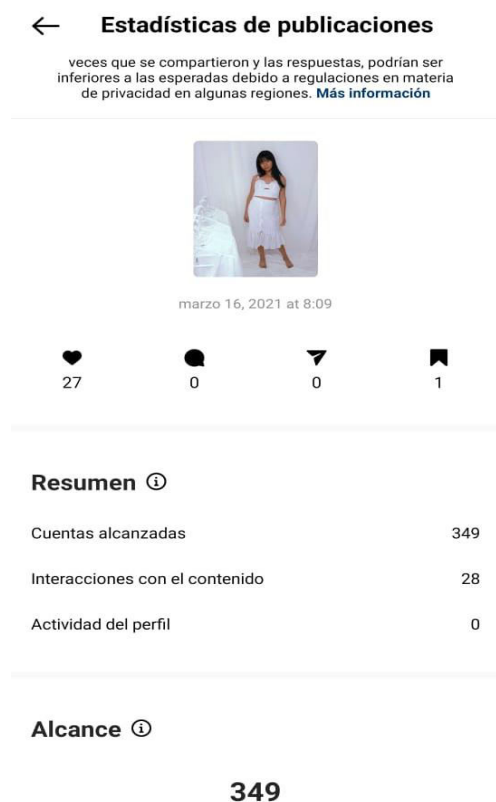 Estadísticas de publicaciones
veces que se compartieron y las respuestas, podrían ser
inferiores a las esperadas debido a regulaciones en materia
de privacidad en algunas regiones. Más información
marzo 16, 2021 at 8:09
27 0 0 1
Resumen
Cuentas alcanzadas 349
Interacciones con el contenido 28
Actividad del perfil 0
Alcance
349